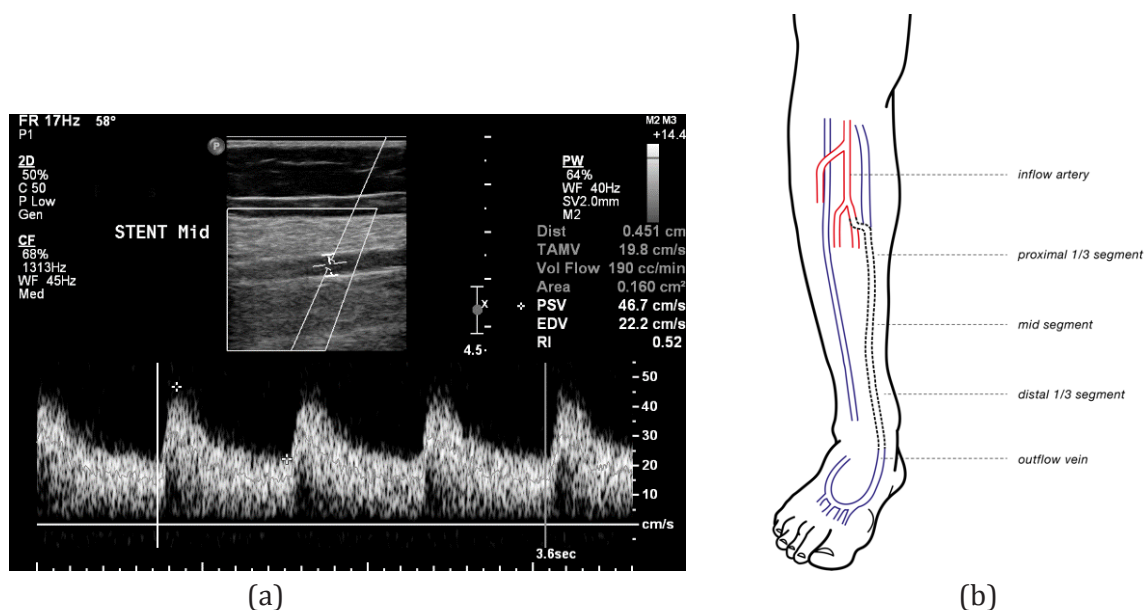 FR 17Hz 58°
P1
2D
50%
C 50
P Low
Gen
CF
68%
1313Hz
WF 45Hz
Med
P
STENT Mid
M2 M3
+14.4
PW
64%
WF 40Hz
SV2.0mm
M2
Dist 0.451 cm
TAMV 19.8 cm/s
Vol Flow 190 cc/min
Area 0.160 cm²
PSV 46.7 cm/s
EDV 22.2 cm/s
RI 0.52
x
4.5
50
40
30
20
10
cm/s
3.6sec
(a)
inflow artery
proximal 1/3 segment
mid segment
distal 1/3 segment
outflow vein
(b)